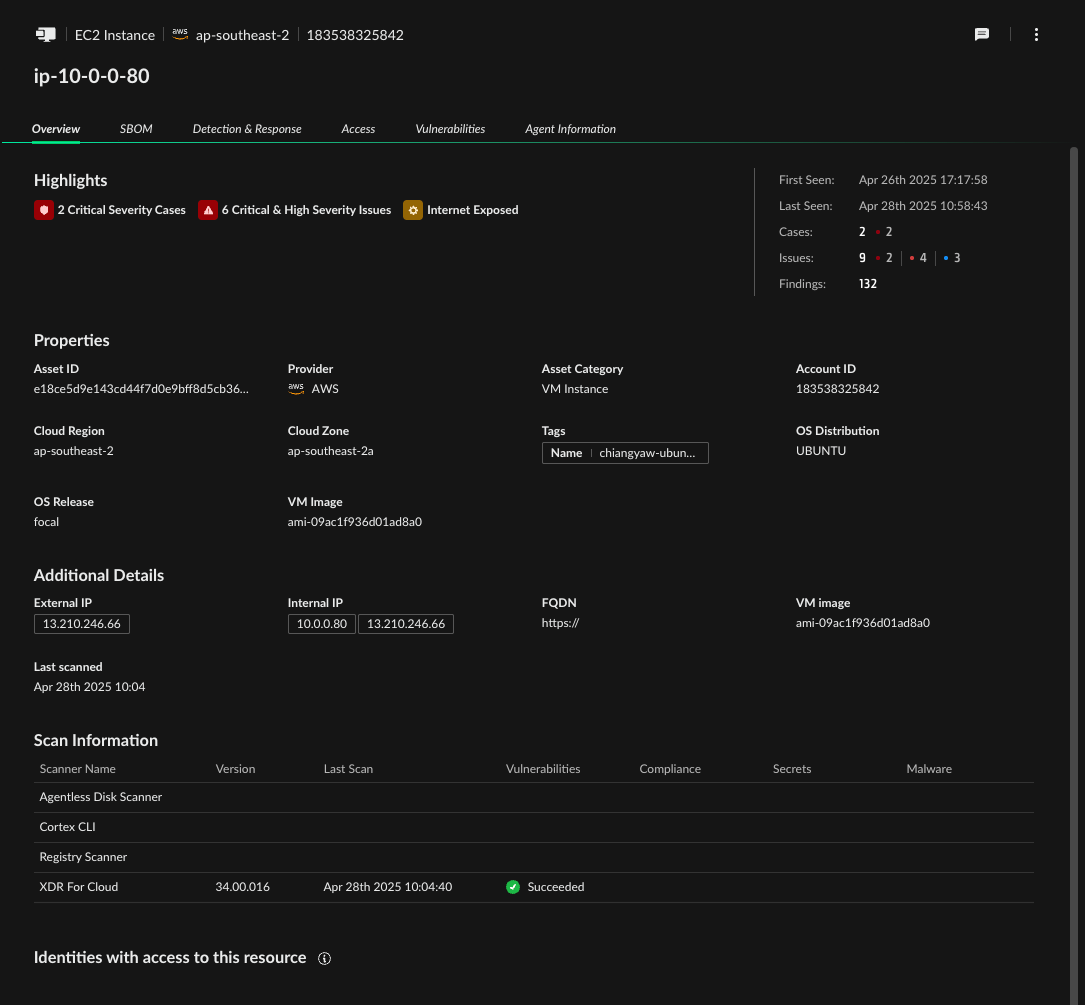 EC2 Instance aws ap-southeast-2 183538325842
ip-10-0-0-80
Overview SBOM Detection & Response Access Vulnerabilities Agent Information
Highlights
2 Critical Severity Cases 6 Critical & High Severity Issues Internet Exposed
First Seen: Apr 26th 2025 17:17:58
Last Seen: Apr 28th 2025 10:58:43
Cases: 2 2
Issues: 9 2 4 3
Findings: 132
Properties
Asset ID Provider Asset Category Account ID
e18ce5d9e143cd44f7d0e9bff8d5cb36... aws AWS VM Instance 183538325842
Cloud Region Cloud Zone Tags OS Distribution
ap-southeast-2 ap-southeast-2a Name chiangyaw-ubun... UBUNTU
OS Release VM Image
focal ami-09ac1f936d01ad8a0
Additional Details
External IP Internal IP FQDN VM image
13.210.246.66 10.0.0.80 13.210.246.66 https:// ami-09ac1f936d01ad8a0
Last scanned
Apr 28th 2025 10:04
Scan Information
Scanner Name Version Last Scan Vulnerabilities Compliance Secrets Malware
Agentless Disk Scanner
Cortex CLI
Registry Scanner
XDR For Cloud 34.00.016 Apr 28th 2025 10:04:40 Succeeded
Identities with access to this resource